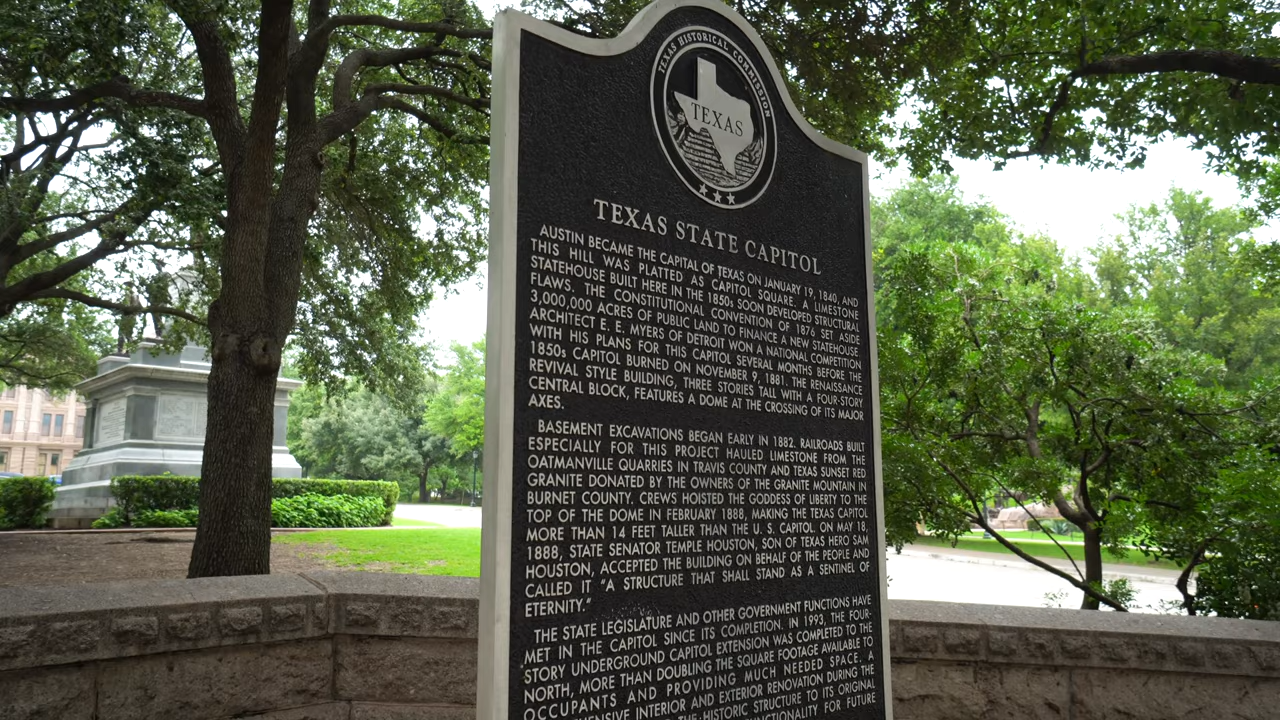 TEXAS HISTORICAL COMMISSION
TEXAS
TEXAS STATE CAPITOL
AUSTIN BECAME THE CAPITAL OF TEXAS ON JANUARY 19, 1840, AND
THIS HILL WAS PLATTED AS CAPITOL SQUARE. A LIMESTONE
STATEHOUSE BUILT HERE IN THE 1850s SOON DEVELOPED STRUCTURAL
FLAWS. THE CONSTITUTIONAL CONVENTION OF 1876 SET ASIDE
3,000,000 ACRES OF PUBLIC LAND TO FINANCE A NEW STATEHOUSE
ARCHITECT E. E. MYERS OF DETROIT WON A NATIONAL COMPETITION
WITH HIS PLANS FOR THIS CAPITOL SEVERAL MONTHS BEFORE THE
1850s CAPITOL BURNED ON NOVEMBER 9, 1881. THE RENAISSANCE
REVIVAL STYLE BUILDING, THREE STORIES TALL WITH A FOUR-STORY
CENTRAL BLOCK, FEATURES A DOME AT THE CROSSING OF ITS MAJOR
AXES.
BASEMENT EXCAVATIONS BEGAN EARLY IN 1882. RAILROADS BUILT
ESPECIALLY FOR THIS PROJECT HAULED LIMESTONE FROM THE
OATMANVILLE QUARRIES IN TRAVIS COUNTY AND TEXAS SUNSET RED
GRANITE DONATED BY THE OWNERS OF THE GRANITE MOUNTAIN IN
BURNET COUNTY. CREWS HOISTED THE GODDESS OF LIBERTY TO THE
TOP OF THE DOME IN FEBRUARY 1888, MAKING THE TEXAS CAPITOL
MORE THAN 14 FEET TALLER THAN THE U. S. CAPITOL. ON MAY 18,
1888, STATE SENATOR TEMPLE HOUSTON, SON OF TEXAS HERO SAM
HOUSTON, ACCEPTED THE BUILDING ON BEHALF OF THE PEOPLE AND
CALLED IT "A STRUCTURE THAT SHALL STAND AS A SENTINEL OF
ETERNITY."
THE STATE LEGISLATURE AND OTHER GOVERNMENT FUNCTIONS HAVE
MET IN THE CAPITOL SINCE ITS COMPLETION. IN 1993, THE FOUR-
STORY UNDERGROUND CAPITOL EXTENSION WAS COMPLETED TO THE
NORTH, MORE THAN DOUBLING THE SQUARE FOOTAGE AVAILABLE TO
OCCUPANTS AND PROVIDING MUCH NEEDED SPACE. A
INTERIOR AND EXTERIOR RENOVATION DURING THE
THE HISTORIC STRUCTURE TO ITS ORIGINAL
FOR FUTURE